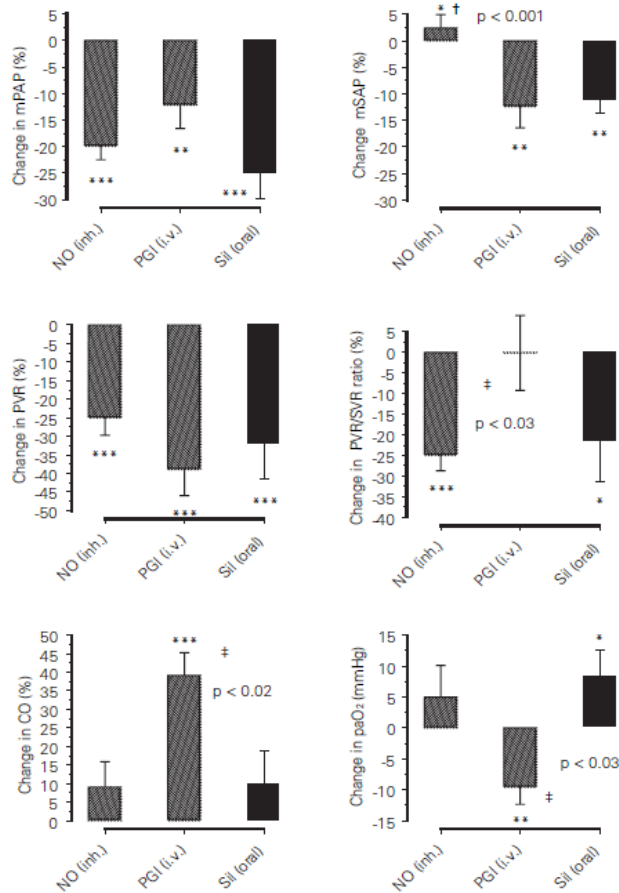 Change in mPAP (%)
5
0
-5
-10
-15
-20
-25
-30
***
**
***
NO (inh.)
PGI (i.v.)
Sil (oral)
Change mSAP (%)
5
0
-5
-10
-15
-20
-25
-30
* †
p < 0.001
**
**
NO (inh.)
PGI (i.v.)
Sil (oral)
Change in PVR (%)
0
-5
-10
-15
-20
-25
-30
-35
-40
-45
-50
***
***
***
NO (inh.)
PGI (i.v.)
Sil (oral)
Change in PVR/SVR ratio (%)
5
0
-5
-10
-15
-20
-25
-30
-35
-40
‡
p < 0.03
***
*
NO (inh.)
PGI (i.v.)
Sil (oral)
Change in CO (%)
50
45
40
35
30
25
20
15
10
5
0
***
‡
p < 0.02
NO (inh.)
PGI (i.v.)
Sil (oral)
Change in paO₂ (mmHg)
15
10
5
0
-5
-10
-15
*
p < 0.03
‡
**
NO (inh.)
PGI (i.v.)
Sil (oral)